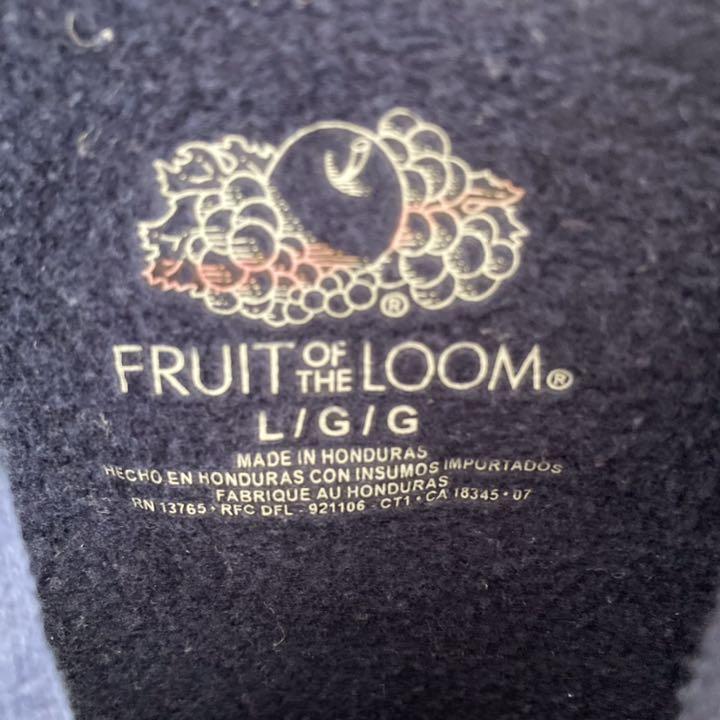 ®
FRUIT OF THE LOOM®
L/G/G
MADE IN HONDURAS
HECHO EN HONDURAS CON INSUMOS IMPORTADOS
FABRIQUE AU HONDURAS
RN 13765 • RFC DFL - 921106 - CT1 • CA 18345 • 07